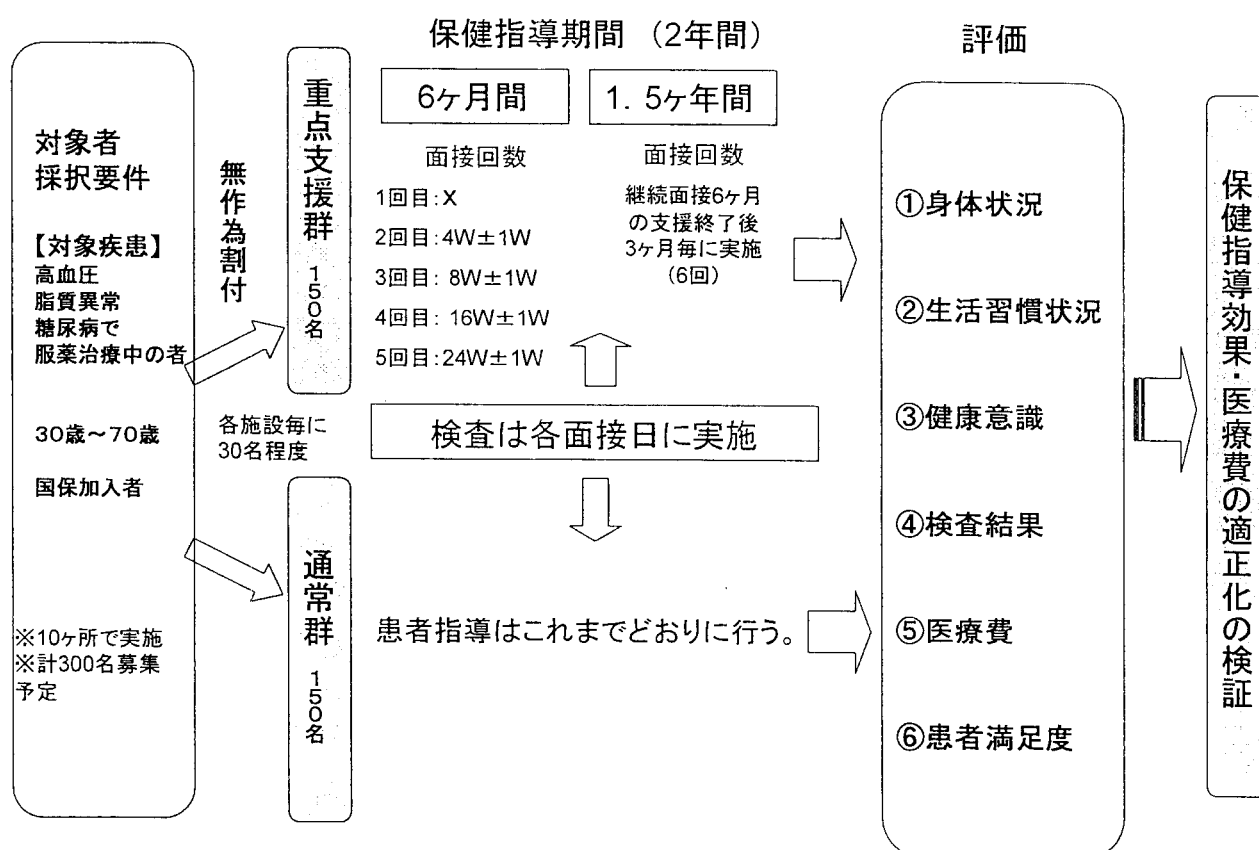 保健指導期間 (2年間)
評価
対象者
採択要件
【対象疾患】
高血圧
脂質異常
糖尿病で
服薬治療中の者
30歳～70歳
国保加入者
※10ヶ所で実施
※計300名募集
予定
無作為割付
各施設毎に
30名程度
重点支援群 150名
通常群 150名
6ヶ月間
面接回数
1回目:X
2回目:4W±1W
3回目: 8W±1W
4回目: 16W±1W
5回目:24W±1W
1. 5ヶ年間
面接回数
継続面接6ヶ月
の支援終了後
3ヶ月毎に実施
(6回)
検査は各面接日に実施
患者指導はこれまでどおりに行う。
①身体状況
②生活習慣状況
③健康意識
④検査結果
⑤医療費
⑥患者満足度
保健指導効果・医療費の適正化の検証